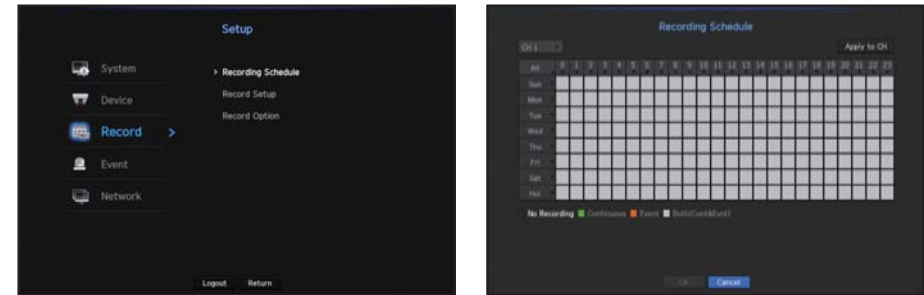 Setup
System
Device
Record >
Event
Network
> Recording Schedule
Record Setup
Record Option
Logout Return
Recording Schedule
CH 1 Apply to CH
All 0 1 2 3 4 5 6 7 8 9 10 11 12 13 14 15 16 17 18 19 20 21 22 23
Sun
Mon
Tue
Wed
Thu
Fri
Sat
Hol
No Recording Continuous Event Both(Cont&Evnt)
OK Cancel